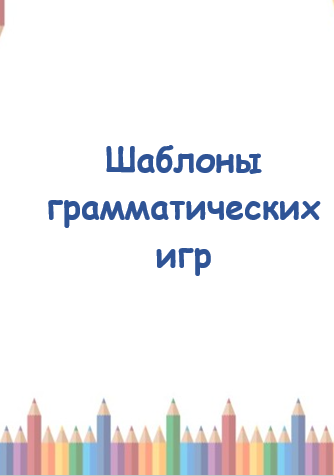 Шаблоны
грамматических
игр